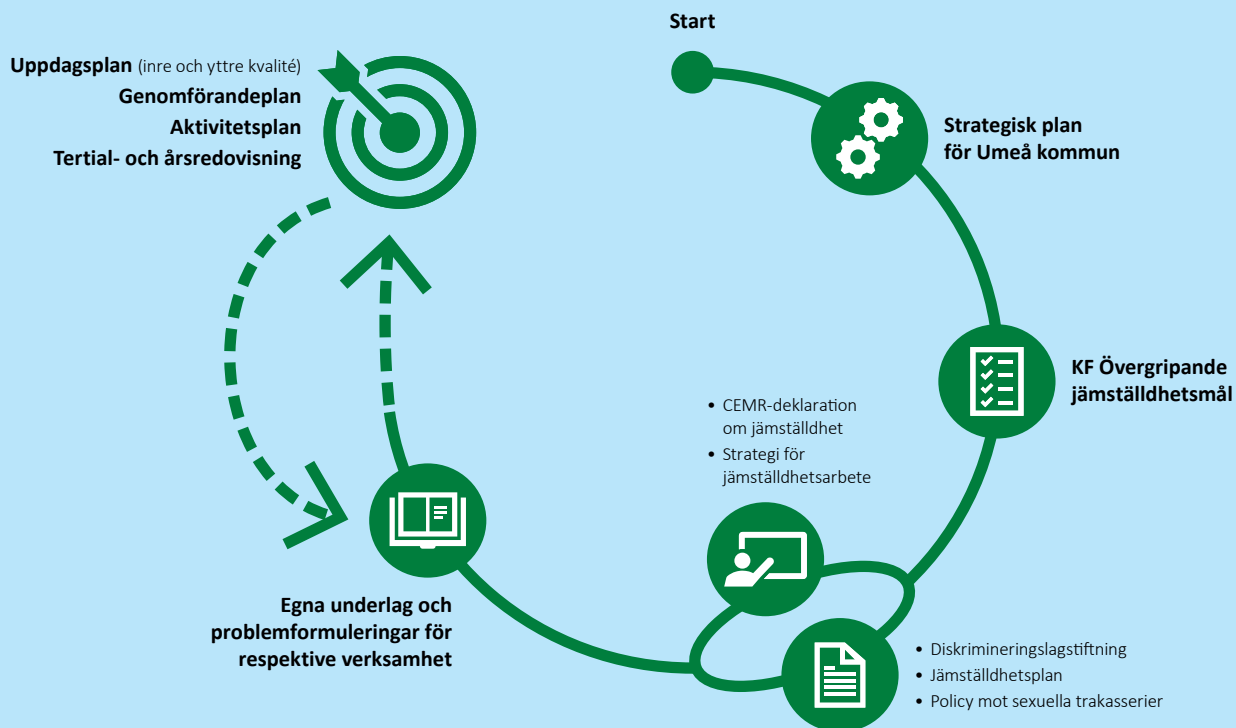 Start
Uppdagsplan (inre och yttre kvalité)
Genomförandeplan
Aktivitetsplan
Tertial- och årsredovisning
Strategisk plan
för Umeå kommun
KF Övergripande
jämställdhetsmål
• CEMR-deklaration
om jämställdhet
• Strategi för
jämställdhetsarbete
• Diskrimineringslagstiftning
• Jämställdhetsplan
• Policy mot sexuella trakasserier
Egna underlag och
problemformuleringar för
respektive verksamhet